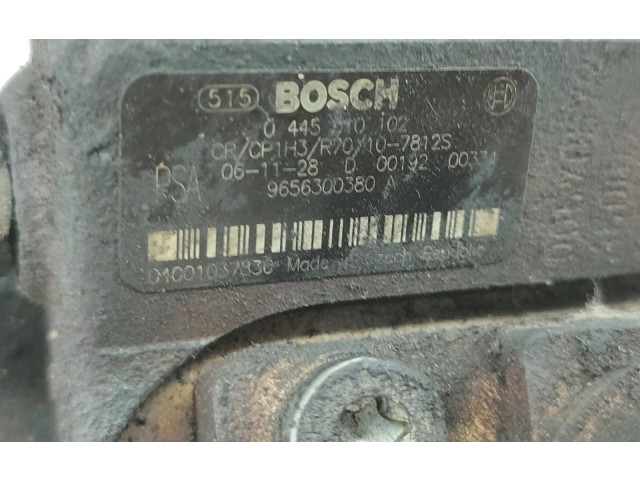 515 BOSCH
0 445 010 102
CR/CP1H3/R70/10-7812S
PSA 06-11-28 D 00192 00331
9656300380 A
Made in Czech Republic